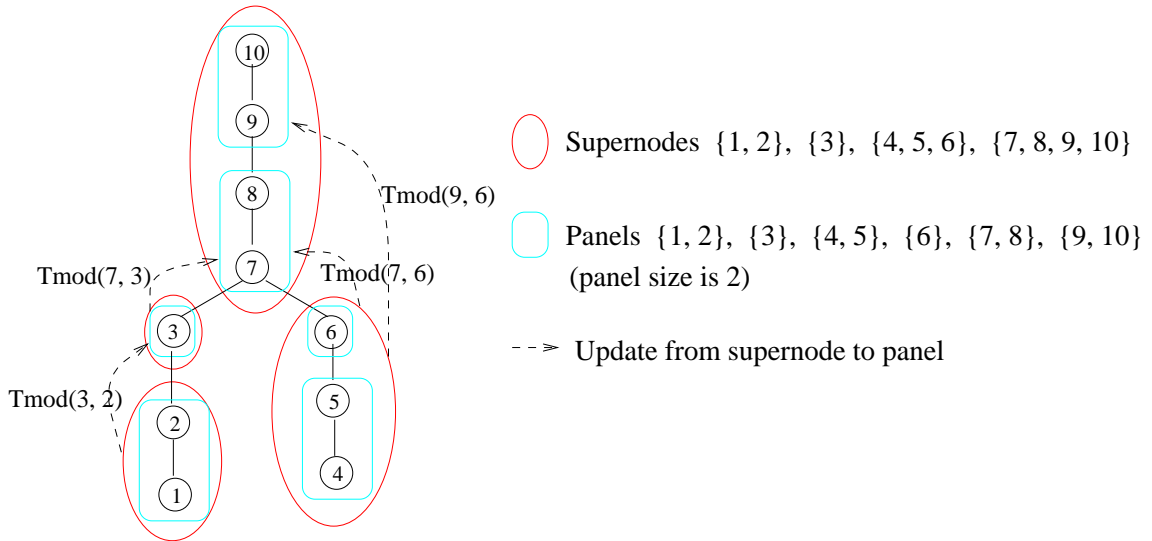 10
9
8
7
Tmod(9, 6)
Tmod(7, 3)
Tmod(7, 6)
3
6
Tmod(3, 2)
2
5
1
4
Supernodes {1, 2}, {3}, {4, 5, 6}, {7, 8, 9, 10}
Panels {1, 2}, {3}, {4, 5}, {6}, {7, 8}, {9, 10}
(panel size is 2)
Update from supernode to panel